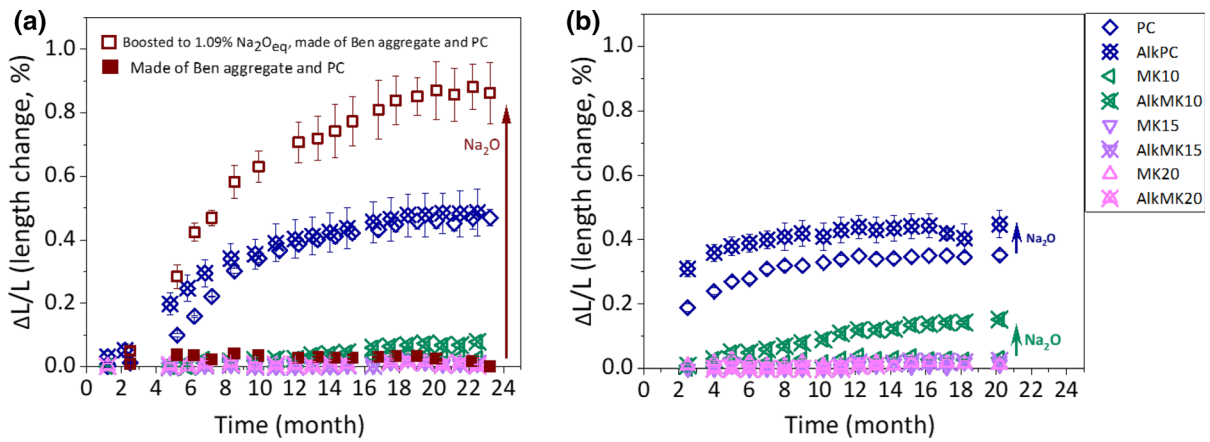 (a)
ΔL/L (length change, %)
1.0
0.8
0.6
0.4
0.2
0.0
Boosted to 1.09% Na₂Oeq, made of Ben aggregate and PC
Made of Ben aggregate and PC
Na₂O
0 2 4 6 8 10 12 14 16 18 20 22 24
Time (month)
(b)
ΔL/L (length change, %)
1.0
0.8
0.6
0.4
0.2
0.0
Na₂O
Na₂O
0 2 4 6 8 10 12 14 16 18 20 22 24
Time (month)
PC
AlkPC
MK10
AlkMK10
MK15
AlkMK15
MK20
AlkMK20